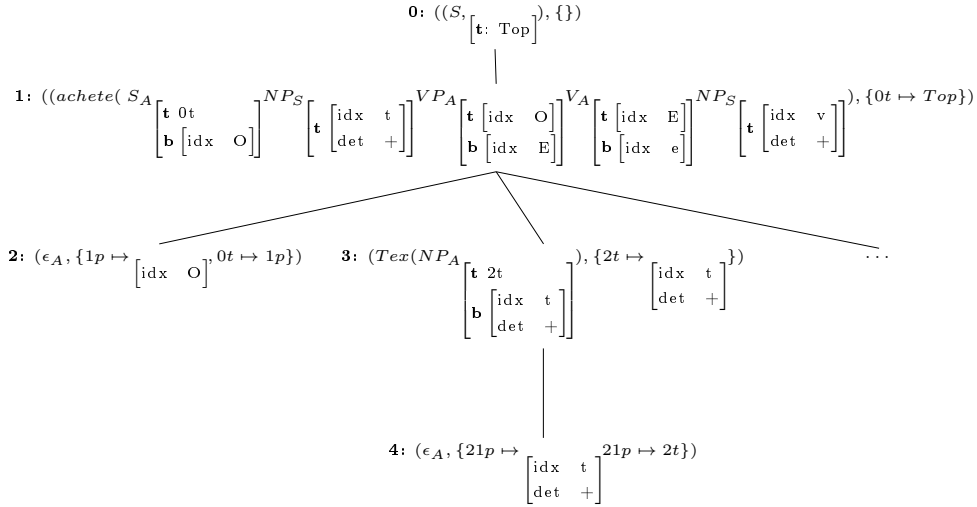 0: ((S, [t: Top]), {})
1: ((achete( S_A [t 0t b [idx O]] NP_S [t [idx t det +]] VP_A [t [idx O] b [idx E]] V_A [t [idx E] b [idx e]] NP_S [t [idx v det +]]), {0t ↦ Top})
2: (ϵ_A, {1p ↦ [idx O], 0t ↦ 1p})
3: (Tex(NP_A [t 2t b [idx t det +]]), {2t ↦ [idx t det +]})
...
4: (ϵ_A, {21p ↦ [idx t det +] 21p ↦ 2t})